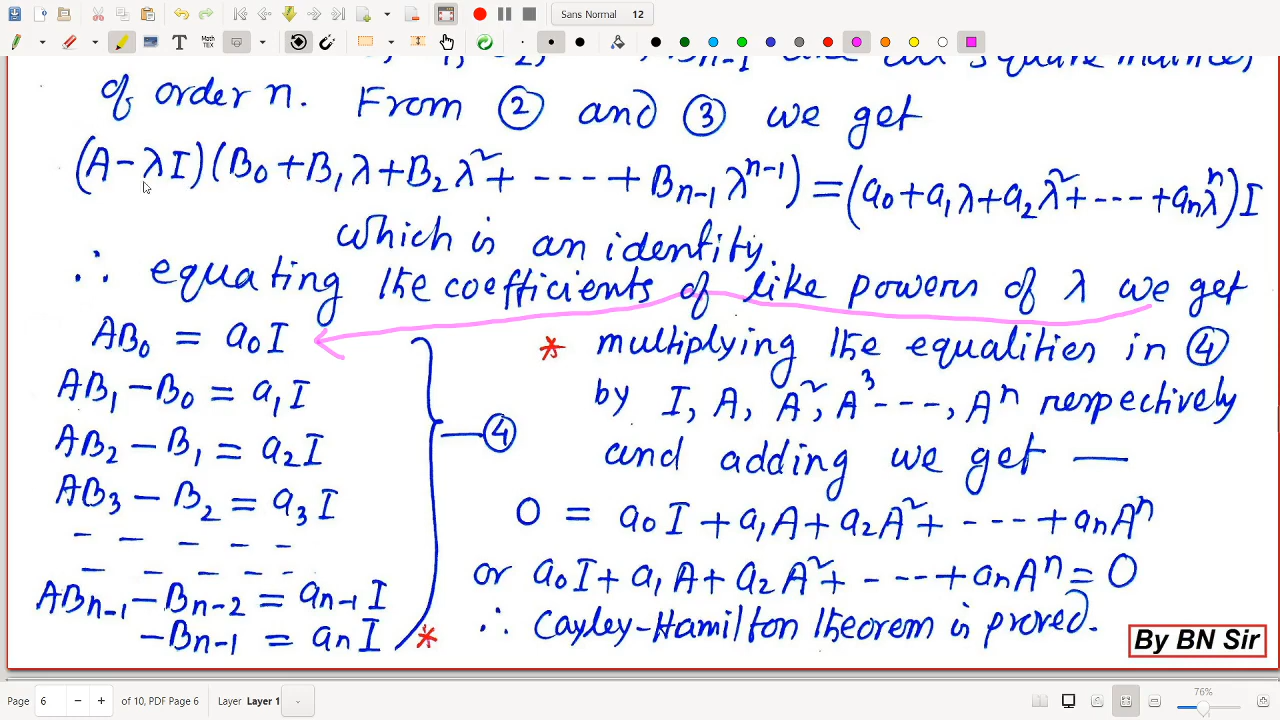 Sans Normal 12
of order n. From ② and ③ we get
(A-λI)(B₀+B₁λ+B₂λ²+ ---- + Bₙ₋₁λⁿ⁻¹) = (a₀+a₁λ+a₂λ²+----+aₙλⁿ)I
which is an identity.
∴ equating the coefficients of like powers of λ we get
AB₀ = a₀I
AB₁ - B₀ = a₁I
AB₂ - B₁ = a₂I
AB₃ - B₂ = a₃I
- - - - -
- - - - -
ABₙ₋₁ - Bₙ₋₂ = aₙ₋₁I
-Bₙ₋₁ = aₙI *
④
* multiplying the equalities in ④
by I, A, A², A³ ----, Aⁿ respectively
and adding we get —
0 = a₀I + a₁A + a₂A² + ---- + aₙAⁿ
or a₀I + a₁A + a₂A² + ---- + aₙAⁿ = 0
∴ Cayley-Hamilton theorem is proved.
By BN Sir
Page 6 of 10, PDF Page 6 Layer Layer 1 76%